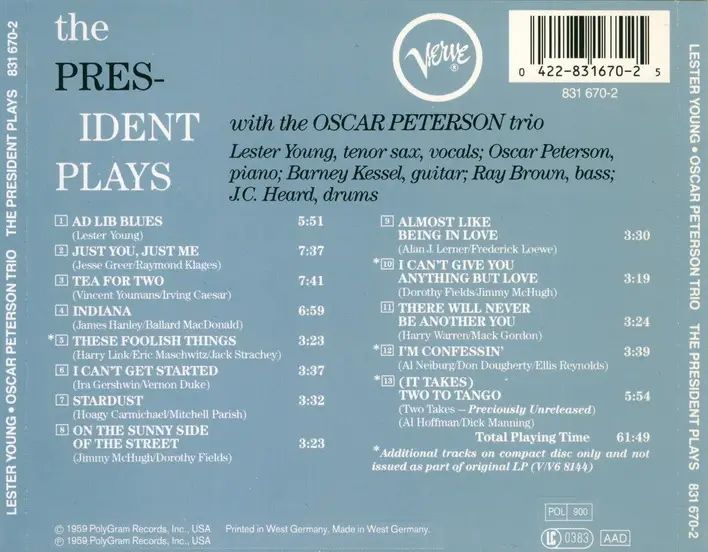 the
PRES-
IDENT
PLAYS
Verve
®
0 422-831670-2 5
831 670-2
with the OSCAR PETERSON trio
Lester Young, tenor sax, vocals; Oscar Peterson,
piano; Barney Kessel, guitar; Ray Brown, bass;
J.C. Heard, drums
1 AD LIB BLUES 5:51
(Lester Young)
2 JUST YOU, JUST ME 7:37
(Jesse Greer/Raymond Klages)
3 TEA FOR TWO 7:41
(Vincent Youmans/Irving Caesar)
4 INDIANA 6:59
(James Hanley/Ballard MacDonald)
*5 THESE FOOLISH THINGS 3:23
(Harry Link/Eric Maschwitz/Jack Strachey)
6 I CAN'T GET STARTED 3:37
(Ira Gershwin/Vernon Duke)
7 STARDUST 3:32
(Hoagy Carmichael/Mitchell Parish)
8 ON THE SUNNY SIDE
OF THE STREET 3:23
(Jimmy McHugh/Dorothy Fields)
9 ALMOST LIKE
BEING IN LOVE 3:30
(Alan J. Lerner/Frederick Loewe)
*10 I CAN'T GIVE YOU
ANYTHING BUT LOVE 3:19
(Dorothy Fields/Jimmy McHugh)
11 THERE WILL NEVER
BE ANOTHER YOU 3:24
(Harry Warren/Mack Gordon)
*12 I'M CONFESSIN' 3:39
(Al Neiburg/Don Dougherty/Ellis Reynolds)
*13 (IT TAKES)
TWO TO TANGO 5:54
(Two Takes – Previously Unreleased)
(Al Hoffman/Dick Manning)
Total Playing Time 61:49
*Additional tracks on compact disc only and not
issued as part of original LP (V/V6 8144)
© 1959 PolyGram Records, Inc., USA Printed in West Germany, Made in West Germany.
℗ 1959 PolyGram Records, Inc., USA
POL 900
LC 0383 AAD
LESTER YOUNG • OSCAR PETERSON TRIO THE PRESIDENT PLAYS 831 670-2
LESTER YOUNG • OSCAR PETERSON TRIO THE PRESIDENT PLAYS 831 670-2